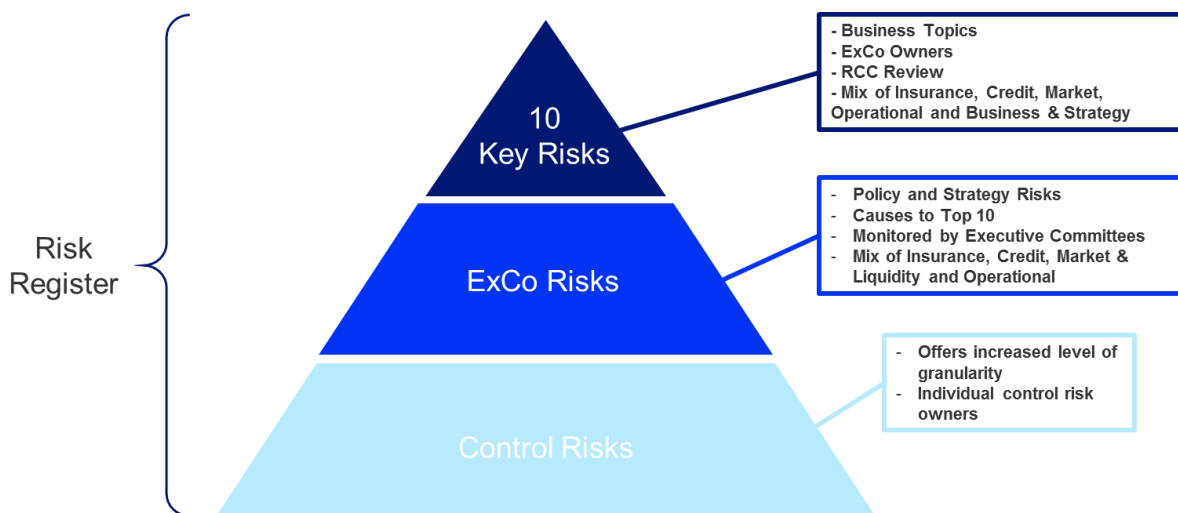 Risk
Register
10
Key Risks
ExCo Risks
Control Risks
- Business Topics
- ExCo Owners
- RCC Review
- Mix of Insurance, Credit, Market,
Operational and Business & Strategy
- Policy and Strategy Risks
- Causes to Top 10
- Monitored by Executive Committees
- Mix of Insurance, Credit, Market &
Liquidity and Operational
- Offers increased level of
granularity
- Individual control risk
owners